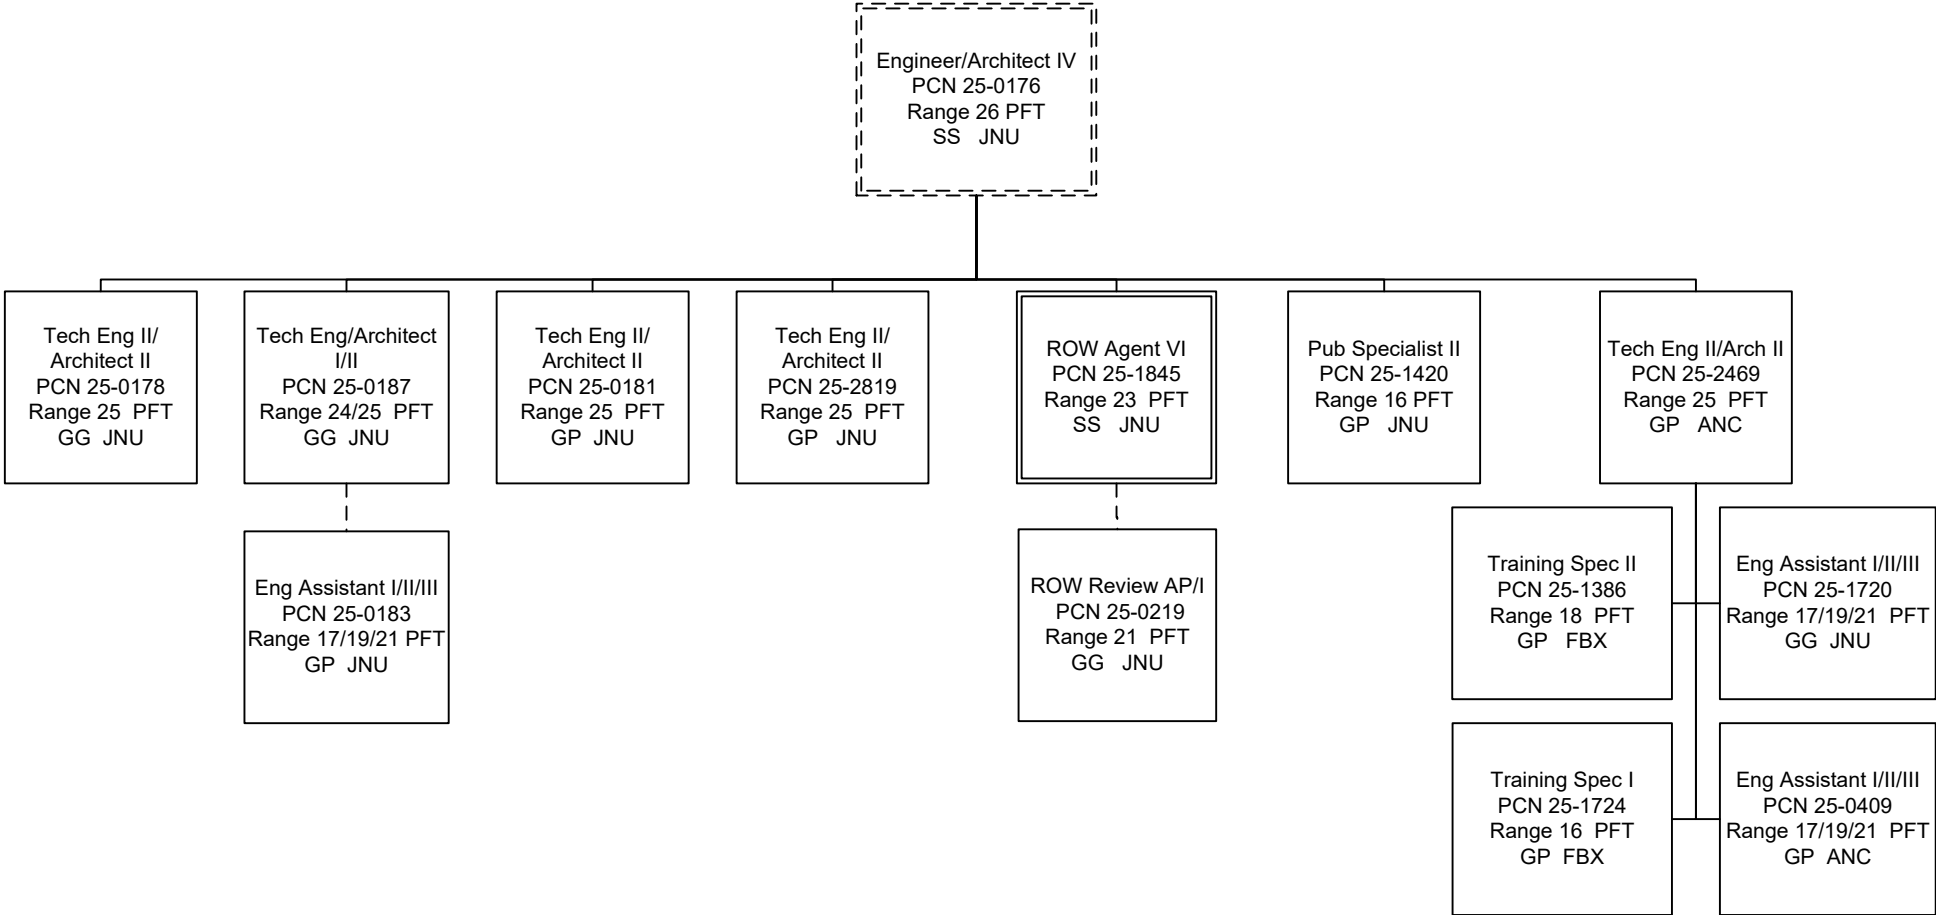 Engineer/Architect IV
PCN 25-0176
Range 26 PFT
SS JNU
Tech Eng II/
Architect II
PCN 25-0178
Range 25 PFT
GG JNU
Tech Eng/Architect
I/II
PCN 25-0187
Range 24/25 PFT
GG JNU
Tech Eng II/
Architect II
PCN 25-0181
Range 25 PFT
GP JNU
Tech Eng II/
Architect II
PCN 25-2819
Range 25 PFT
GP JNU
ROW Agent VI
PCN 25-1845
Range 23 PFT
SS JNU
Pub Specialist II
PCN 25-1420
Range 16 PFT
GP JNU
Tech Eng II/Arch II
PCN 25-2469
Range 25 PFT
GP ANC
Eng Assistant I/II/III
PCN 25-0183
Range 17/19/21 PFT
GP JNU
ROW Review AP/I
PCN 25-0219
Range 21 PFT
GG JNU
Training Spec II
PCN 25-1386
Range 18 PFT
GP FBX
Eng Assistant I/II/III
PCN 25-1720
Range 17/19/21 PFT
GG JNU
Training Spec I
PCN 25-1724
Range 16 PFT
GP FBX
Eng Assistant I/II/III
PCN 25-0409
Range 17/19/21 PFT
GP ANC